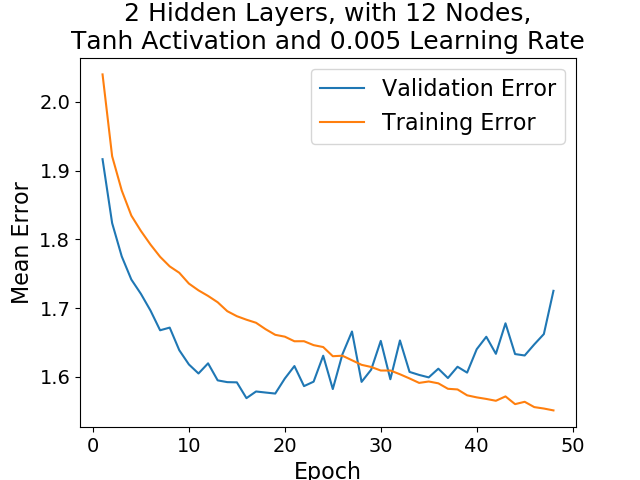 2 Hidden Layers, with 12 Nodes,
Tanh Activation and 0.005 Learning Rate
Validation Error
Training Error
Mean Error
2.0
1.9
1.8
1.7
1.6
0 10 20 30 40 50
Epoch